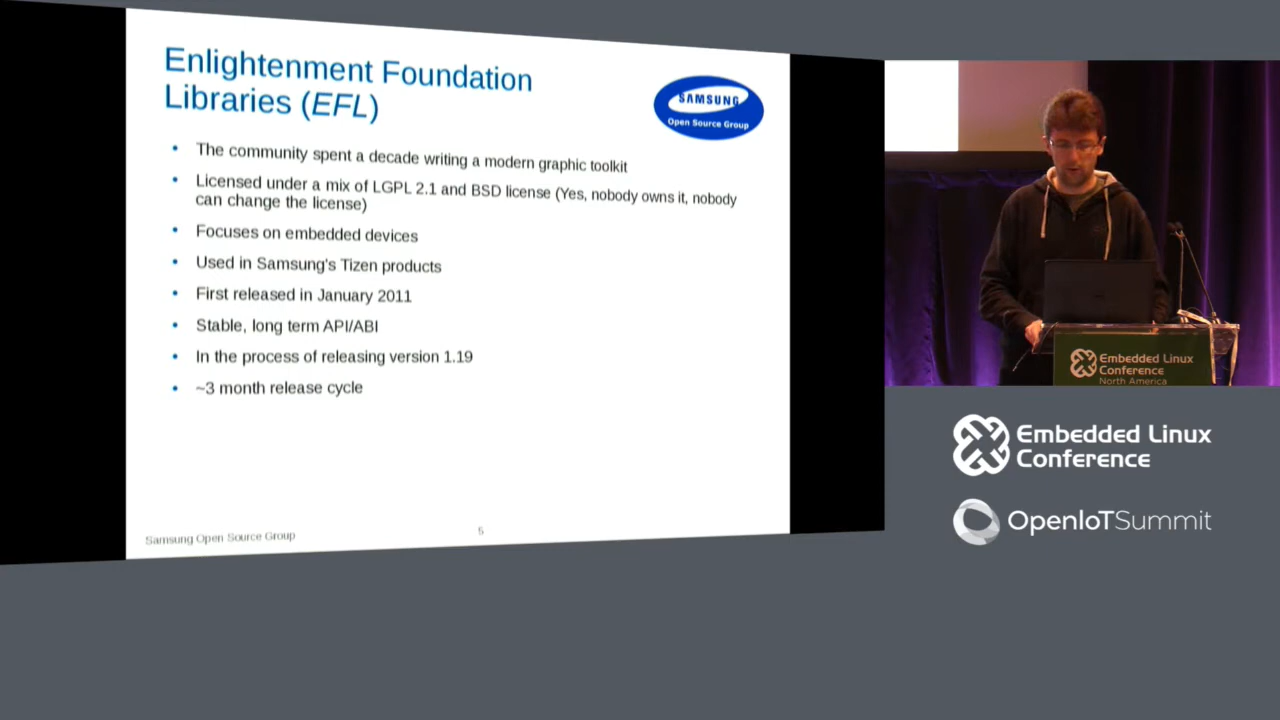 Enlightenment Foundation
Libraries (EFL)
SAMSUNG
Open Source Group
• The community spent a decade writing a modern graphic toolkit
• Licensed under a mix of LGPL 2.1 and BSD license (Yes, nobody owns it, nobody
can change the license)
• Focuses on embedded devices
• Used in Samsung's Tizen products
• First released in January 2011
• Stable, long term API/ABI
• In the process of releasing version 1.19
• ~3 month release cycle
Samsung Open Source Group
5
Embedded Linux
Conference
North America
Embedded Linux
Conference
OpenIoTSummit